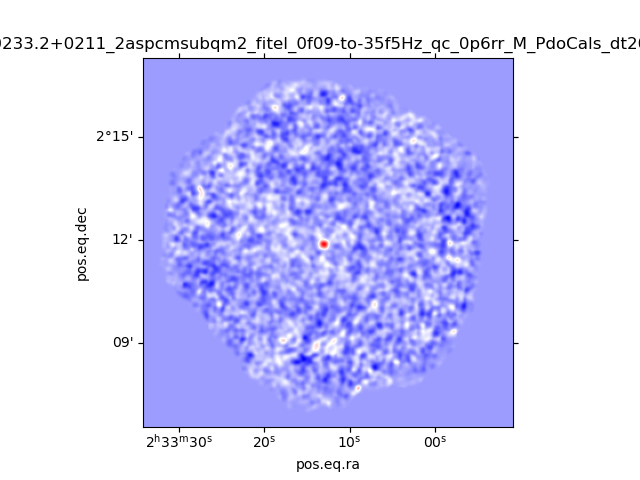 0233.2+0211_2aspcmsubqm2_fitel_0f09-to-35f5Hz_qc_0p6rr_M_PdoCals_dt20
2°15'
12'
09'
pos.eq.dec
2ʰ33ᵐ30ˢ 20ˢ 10ˢ 00ˢ
pos.eq.ra